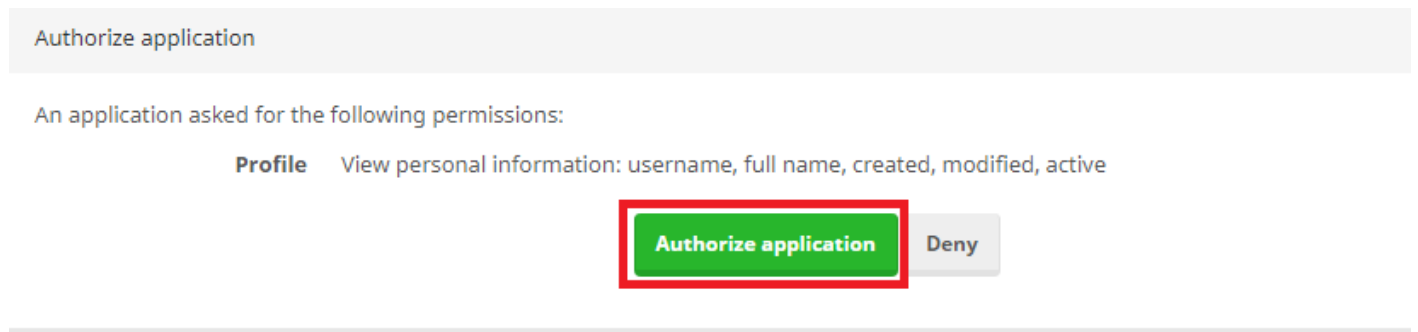 Authorize application
An application asked for the following permissions:
Profile View personal information: username, full name, created, modified, active
Authorize application Deny